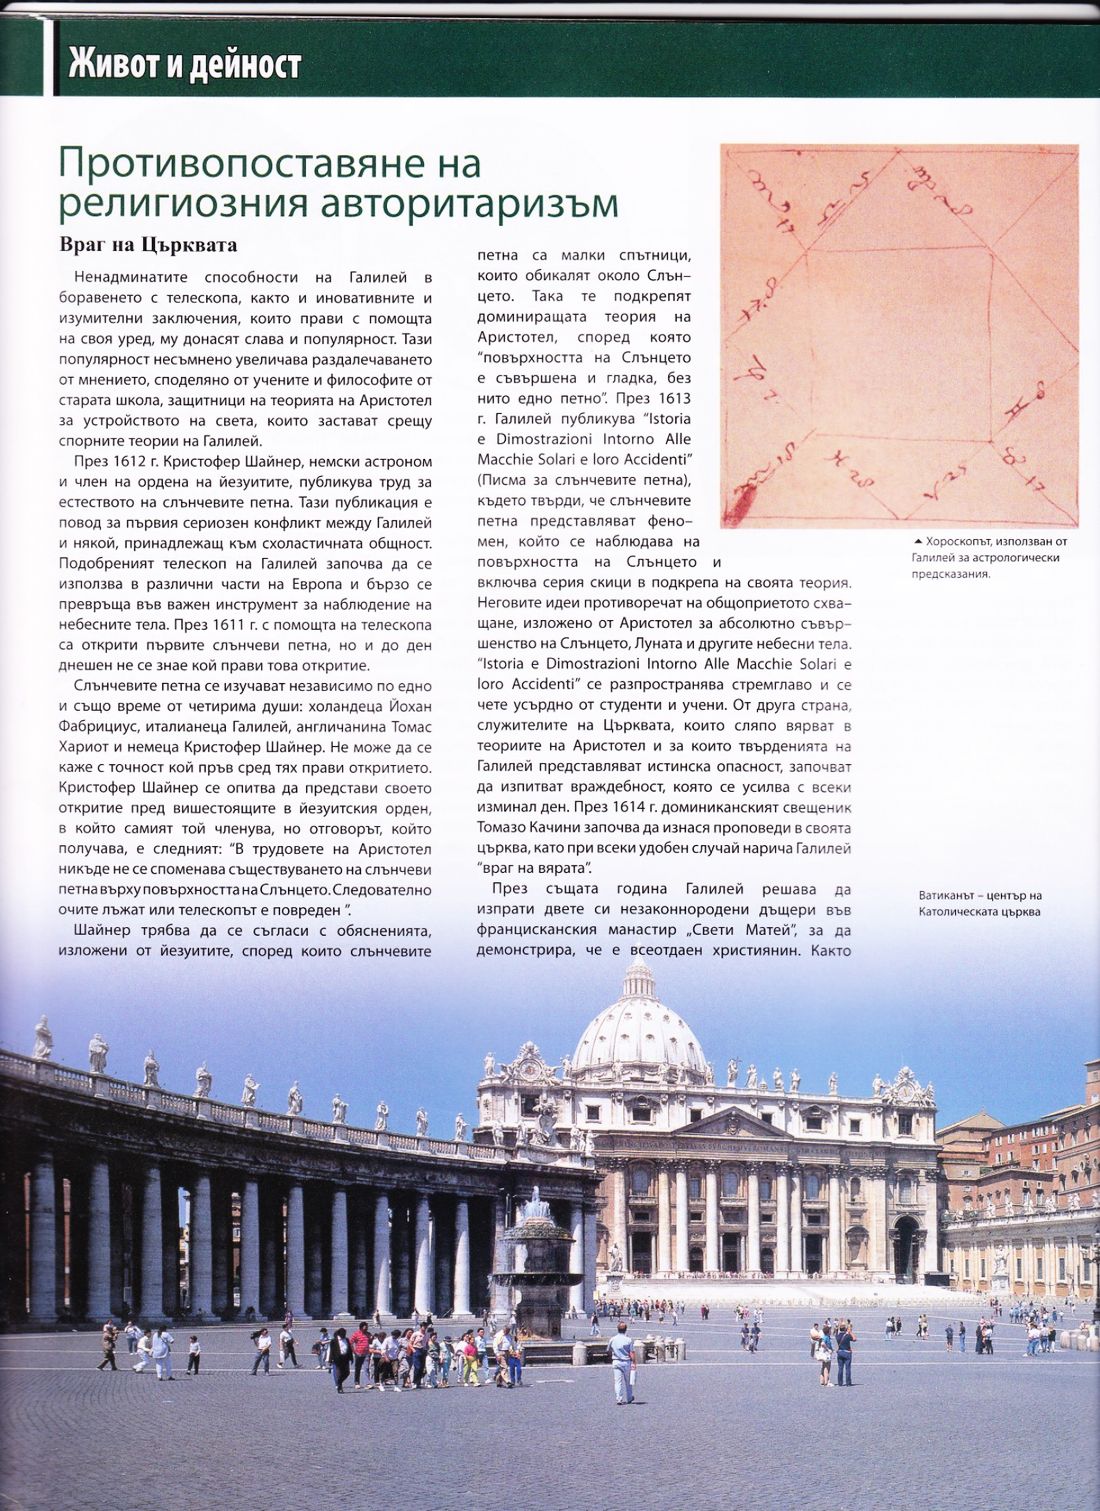 Живот и дейност
Противопоставяне на
религиозния авторитаризъм
Враг на Църквата
Ненадминатите способности на Галилей в
боравенето с телескопа, както и иновативните и
изумителни заключения, които прави с помощта
на своя уред, му донасят слава и популярност. Тази
популярност несъмнено увеличава раздалечаването
от мнението, споделяно от учените и философите от
старата школа, защитници на теорията на Аристотел
за устройството на света, които застават срещу
спорните теории на Галилей.
През 1612 г. Кристофер Шайнер, немски астроном
и член на ордена на йезуитите, публикува труд за
естеството на слънчевите петна. Тази публикация е
повод за първия сериозен конфликт между Галилей
и някой, принадлежащ към схоластичната общност.
Подобреният телескоп на Галилей започва да се
използва в различни части на Европа и бързо се
превръща във важен инструмент за наблюдение на
небесните тела. През 1611 г. с помощта на телескопа
са открити първите слънчеви петна, но и до ден
днешен не се знае кой прави това откритие.
Слънчевите петна се изучават независимо по едно
и също време от четирима души: холандеца Йохан
Фабрициус, италианеца Галилей, англичанина Томас
Хариот и немеца Кристофер Шайнер. Не може да се
каже с точност кой пръв сред тях прави откритието.
Кристофер Шайнер се опитва да представи своето
откритие пред вишестоящите в йезуитския орден,
в който самият той членува, но отговорът, който
получава, е следният: “В трудовете на Аристотел
никъде не се споменава съществуването на слънчеви
петна върху повърхността на Слънцето. Следователно
очите лъжат или телескопът е повреден ”.
Шайнер трябва да се съгласи с обясненията,
изложени от йезуитите, според които слънчевите
петна са малки спътници,
които обикалят около Слън–
цето. Така те подкрепят
доминиращата теория на
Аристотел, според която
“повърхността на Слънцето
е съвършена и гладка, без
нито едно петно”. През 1613
г. Галилей публикува “Istoria
e Dimostrazioni Intorno Alle
Macchie Solari e loro Accidenti”
(Писма за слънчевите петна),
където твърди, че слънчевите
петна представляват фено–
мен, който се наблюдава на
повърхността на Слънцето и
включва серия скици в подкрепа на своята теория.
Неговите идеи противоречат на общоприетото схва–
щане, изложено от Аристотел за абсолютно съвър–
шенство на Слънцето, Луната и другите небесни тела.
“Istoria e Dimostrazioni Intorno Alle Macchie Solari e
loro Accidenti” се разпространява стремглаво и се
чете усърдно от студенти и учени. От друга страна,
служителите на Църквата, които сляпо вярват в
теориите на Аристотел и за които твърденията на
Галилей представляват истинска опасност, започват
да изпитват враждебност, която се усилва с всеки
изминал ден. През 1614 г. доминиканският свещеник
Томазо Качини започва да изнася проповеди в своята
църква, като при всеки удобен случай нарича Галилей
“враг на вярата”.
През същата година Галилей решава да
изпрати двете си незаконнородени дъщери във
францисканския манастир „Свети Матей”, за да
демонстрира, че е всеотдаен християнин. Както
Хороскопът, използван от
Галилей за астрологически
предсказания.
Ватиканът – център на
Католическата църква